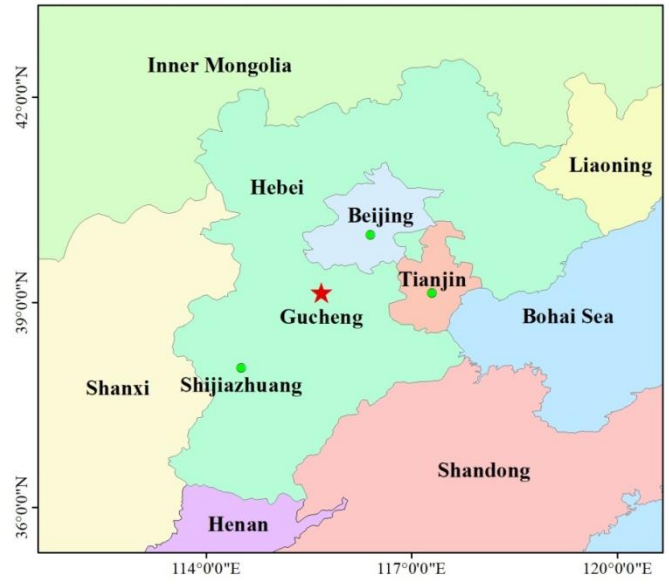 Inner Mongolia
42°0'0"N
Liaoning
Hebei
Beijing
Tianjin
39°0'0"N
Gucheng
Bohai Sea
Shanxi
Shijiazhuang
Shandong
36°0'0"N
Henan
114°0'0"E
117°0'0"E
120°0'0"E